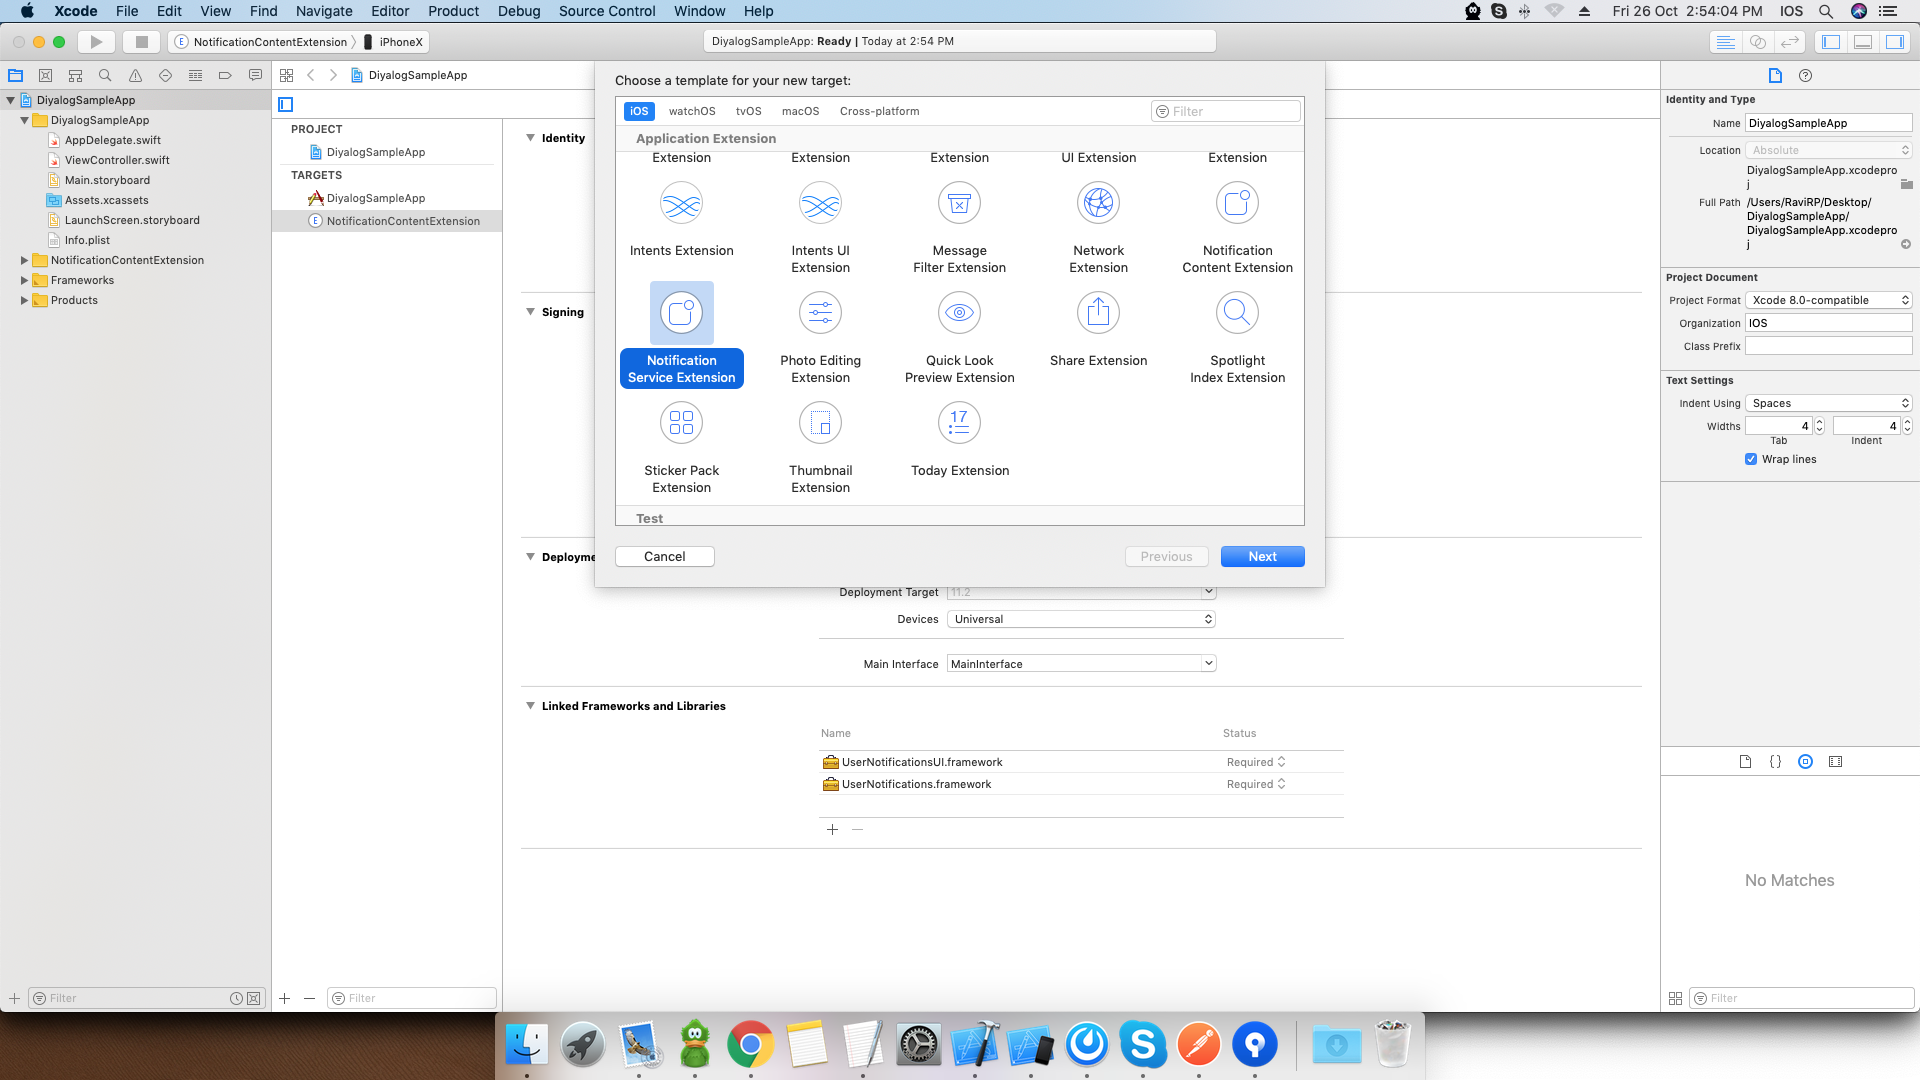 Xcode File Edit View Find Navigate Editor Product Debug Source Control Window Help
Fri 26 Oct 2:54:04 PM IOS
NotificationContentExtension iPhoneX
DiyalogSampleApp: Ready | Today at 2:54 PM
DiyalogSampleApp
DiyalogSampleApp
DiyalogSampleApp
AppDelegate.swift
ViewController.swift
Main.storyboard
Assets.xcassets
LaunchScreen.storyboard
Info.plist
NotificationContentExtension
Frameworks
Products
Filter
PROJECT
DiyalogSampleApp
TARGETS
DiyalogSampleApp
E NotificationContentExtension
Filter
Choose a template for your new target:
iOS watchOS tvOS macOS Cross-platform
Filter
Application Extension
Extension Extension Extension UI Extension Extension
Intents Extension
Intents UI
Extension
Message
Filter Extension
Network
Extension
Notification
Content Extension
Notification
Service Extension
Photo Editing
Extension
Quick Look
Preview Extension
Share Extension
Spotlight
Index Extension
17
Sticker Pack
Extension
Thumbnail
Extension
Today Extension
Test
Cancel
Previous
Next
Identity
Signing
Deployme
Deployment Target 11.2
Devices Universal
Main Interface MainInterface
Linked Frameworks and Libraries
Name Status
UserNotificationsUI.framework Required
UserNotifications.framework Required
Identity and Type
Name DiyalogSampleApp
Location Absolute
DiyalogSampleApp.xcodepro
j
Full Path /Users/RaviRP/Desktop/
DiyalogSampleApp/
DiyalogSampleApp.xcodepro
j
Project Document
Project Format Xcode 8.0-compatible
Organization IOS
Class Prefix
Text Settings
Indent Using Spaces
Widths 4 4
Tab Indent
Wrap lines
No Matches
Filter